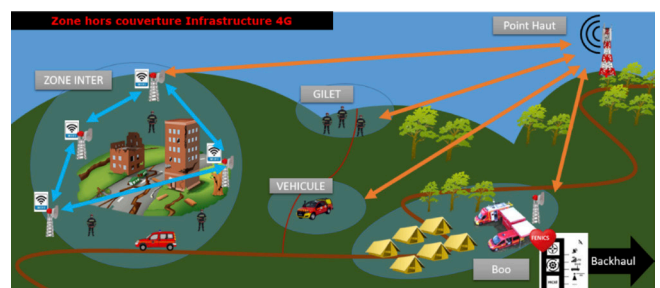 Zone hors couverture Infrastructure 4G
Point Haut
ZONE INTER
GILET
VEHICULE
Boo
FENICS
Backhaul